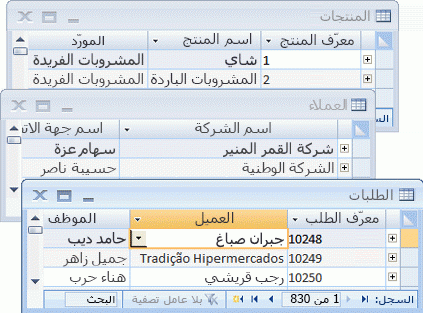 المنتجات
معرّف المنتج اسم المنتج المورّد
1 شاي المشروبات الفريدة
2 المشروبات الباردة المشروبات الفريدة
السجل:
العملاء
اسم الشركة اسم جهة الات
شركة القمر المنير سهام عزة
الشركة الوطنية حسيبة ناصر
الطلبات
معرّف الطلب العميل الموظف
10248 جبران صباغ حامد ديب
10249 Tradição Hipermercados جميل زاهر
10250 رجب قريشي هناء حرب
السجل: 1 من 830 بلا عامل تصفية البحث